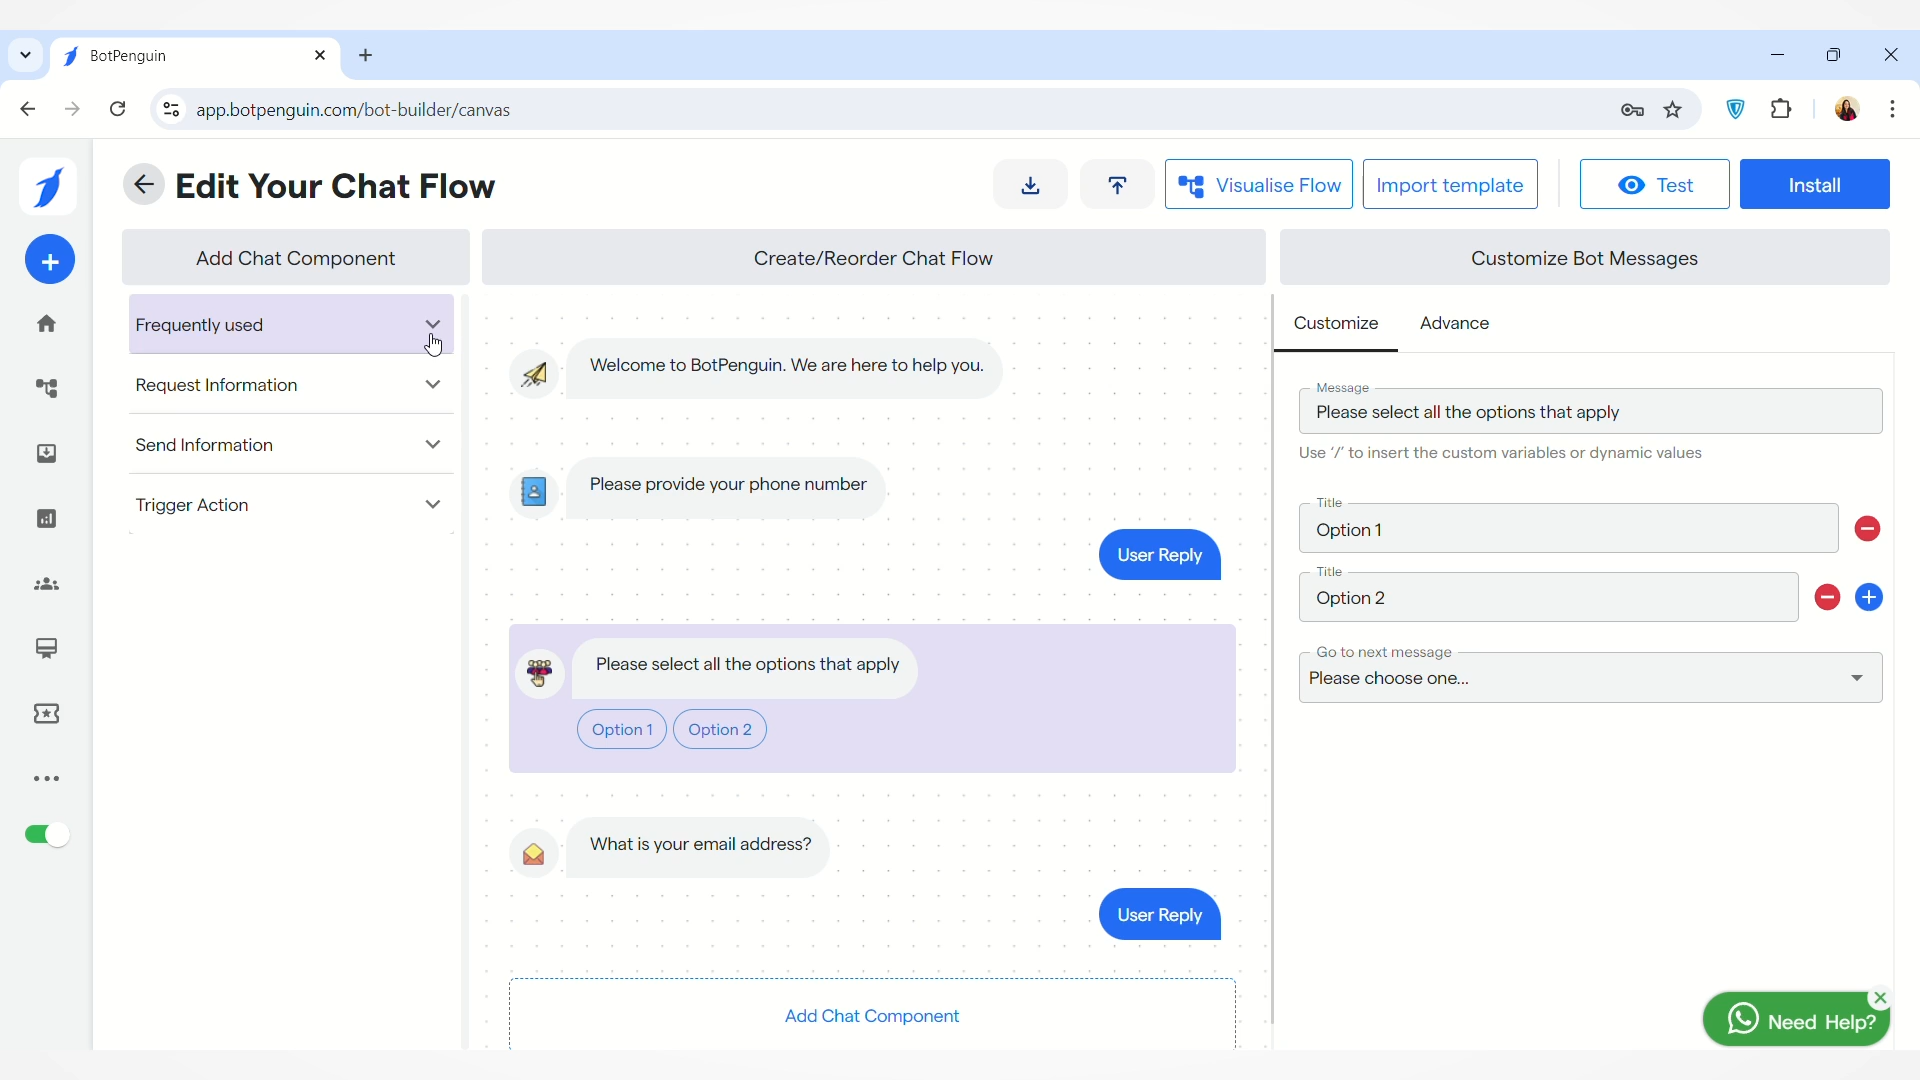 BotPenguin
app.botpenguin.com/bot-builder/canvas
Edit Your Chat Flow
Visualise Flow
Import template
Test
Install
Add Chat Component
Create/Reorder Chat Flow
Customize Bot Messages
Frequently used
Request Information
Send Information
Trigger Action
Welcome to BotPenguin. We are here to help you.
Please provide your phone number
User Reply
Please select all the options that apply
Option 1
Option 2
What is your email address?
User Reply
Add Chat Component
Customize
Advance
Message
Please select all the options that apply
Use '/' to insert the custom variables or dynamic values
Title
Option 1
Title
Option 2
Go to next message
Please choose one...
Need Help?